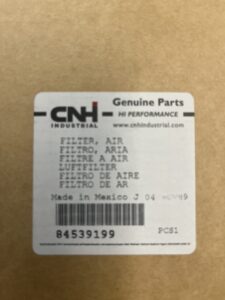 CNH
INDUSTRIAL
Genuine Parts
HI PERFORMANCE
www.cnhindustrial.com
FILTER, AIR
FILTRO, ARIA
FILTRE A AIR
LUFTFILTER
FILTRO DE AIRE
FILTRO DE AR
Made in Mexico J 04
84539199
PCS1